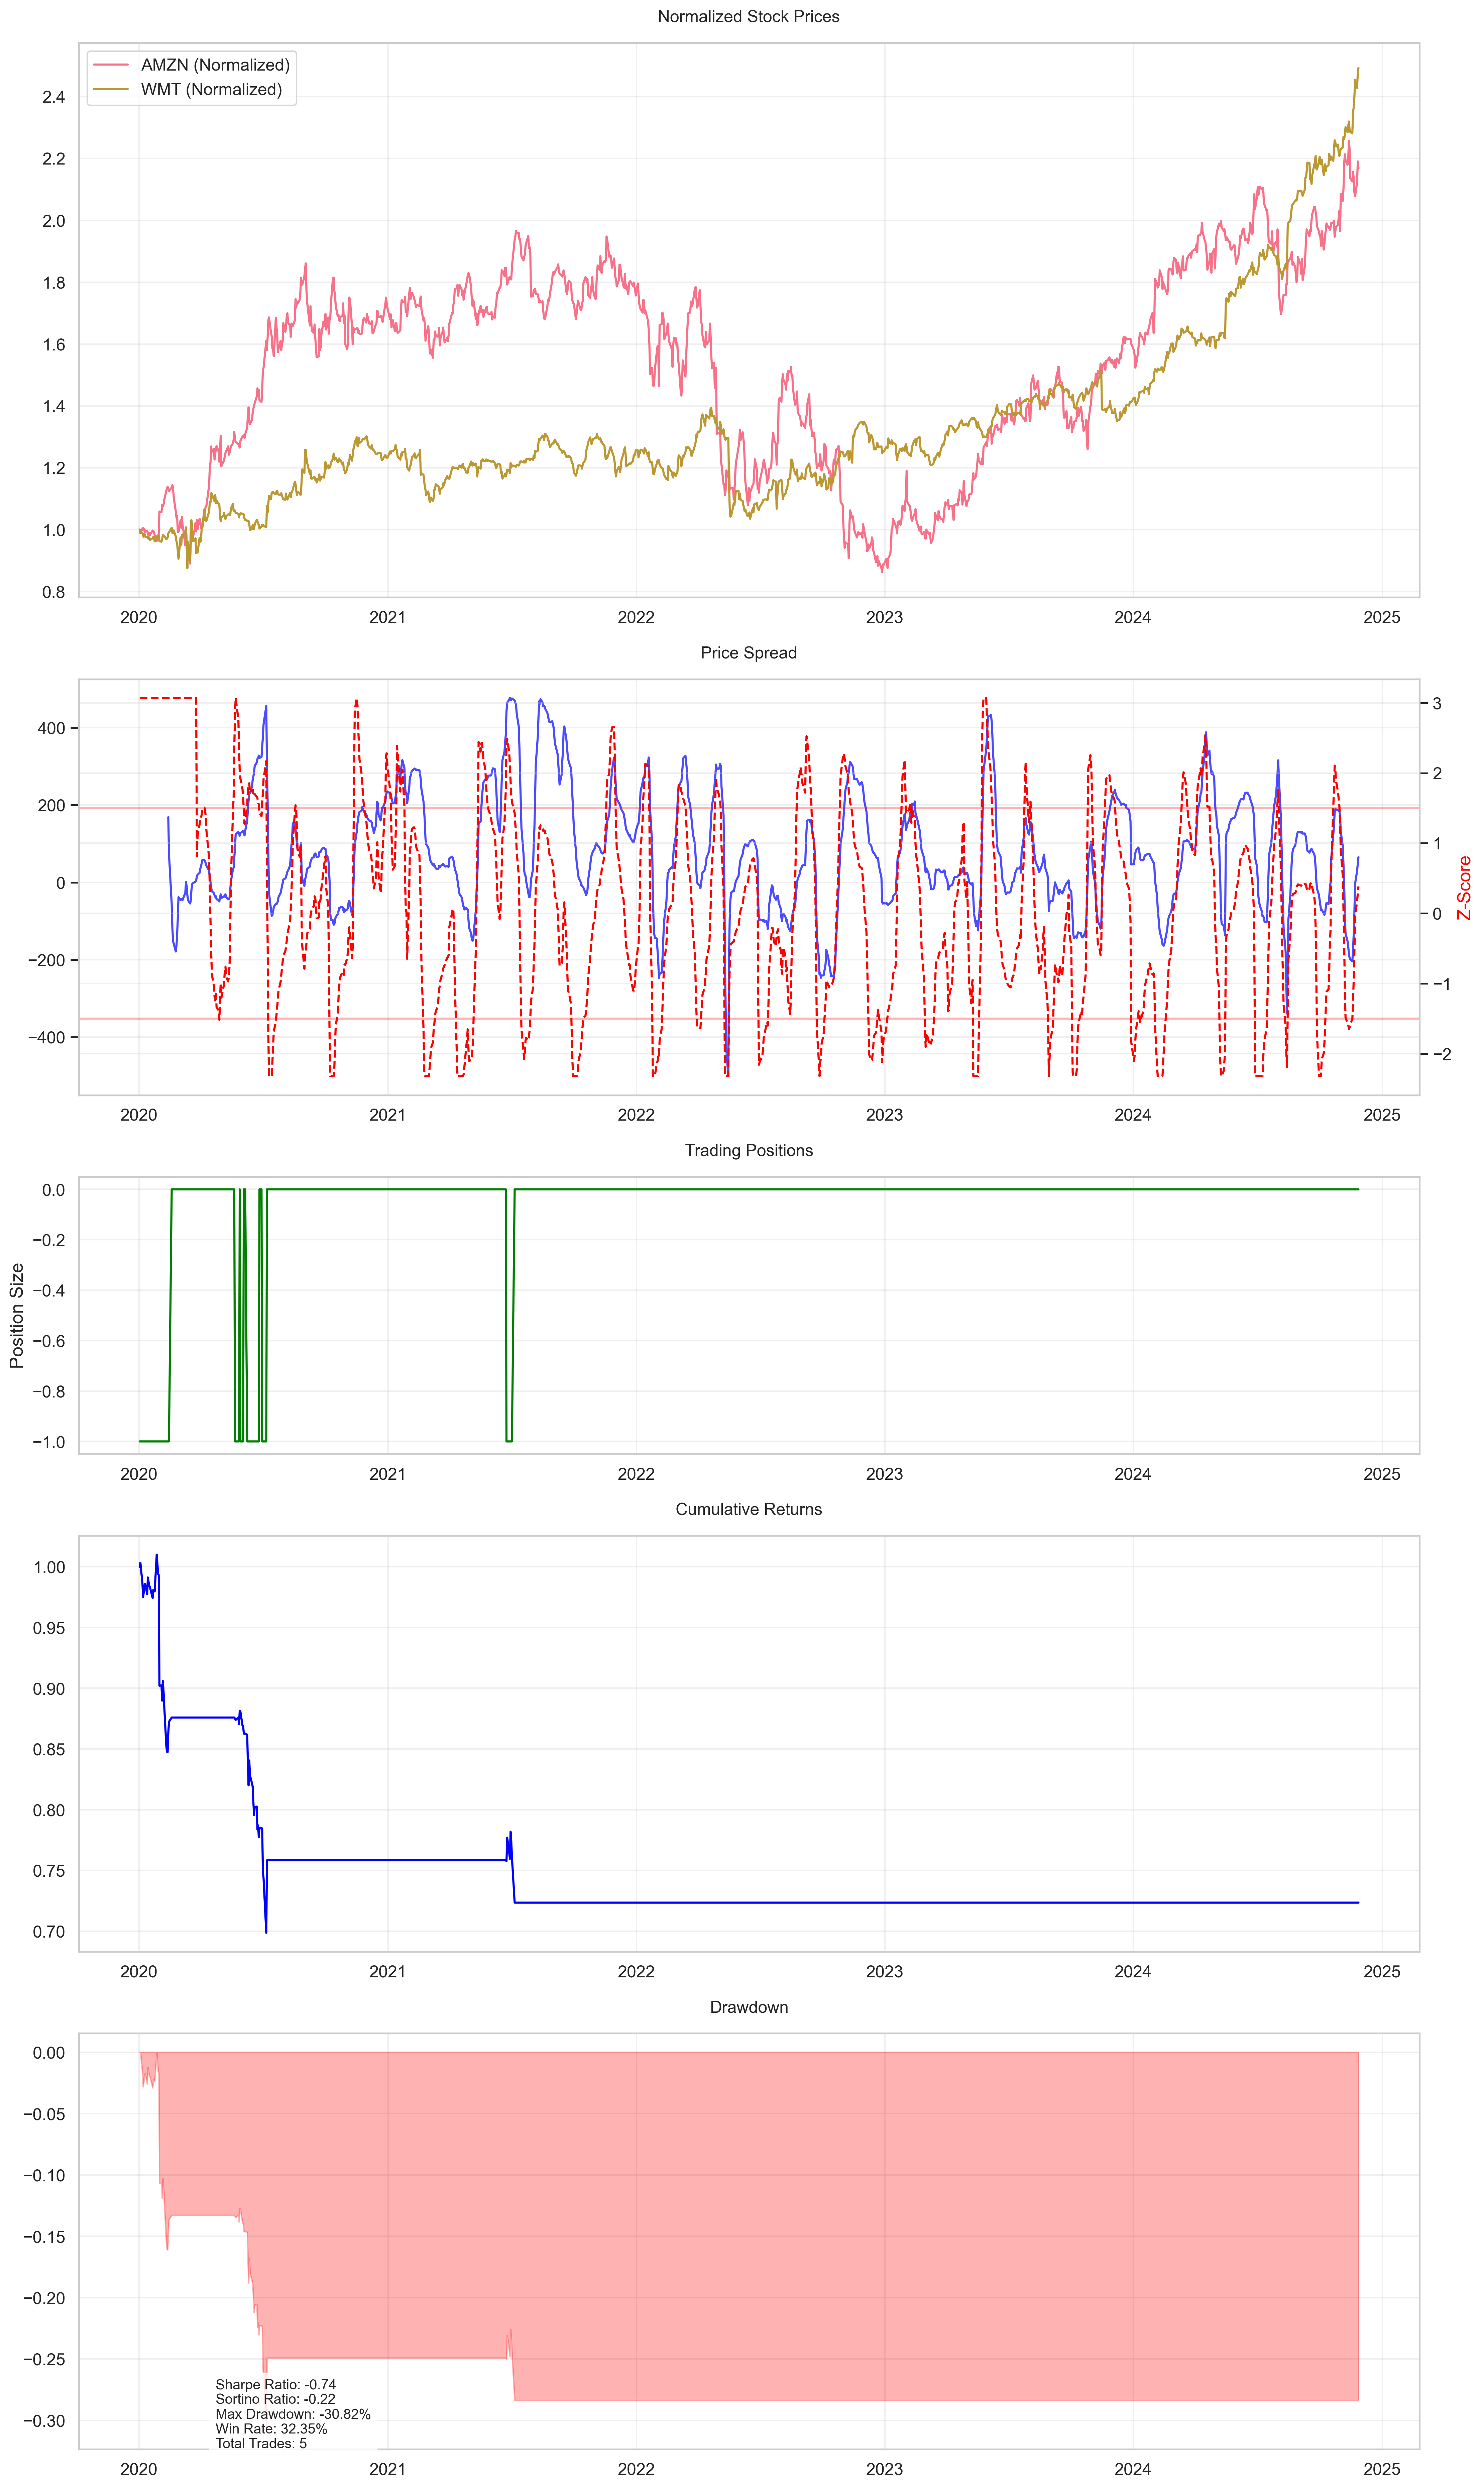 Normalized Stock Prices
AMZN (Normalized)
WMT (Normalized)
2.4
2.2
2.0
1.8
1.6
1.4
1.2
1.0
0.8
2020 2021 2022 2023 2024 2025
Price Spread
400
200
0
−200
−400
3
2
1
0
−1
−2
Z-Score
2020 2021 2022 2023 2024 2025
Trading Positions
Position Size
0.0
−0.2
−0.4
−0.6
−0.8
−1.0
2020 2021 2022 2023 2024 2025
Cumulative Returns
1.00
0.95
0.90
0.85
0.80
0.75
0.70
2020 2021 2022 2023 2024 2025
Drawdown
0.00
−0.05
−0.10
−0.15
−0.20
−0.25
−0.30
Sharpe Ratio: -0.74
Sortino Ratio: -0.22
Max Drawdown: -30.82%
Win Rate: 32.35%
Total Trades: 5
2020 2021 2022 2023 2024 2025